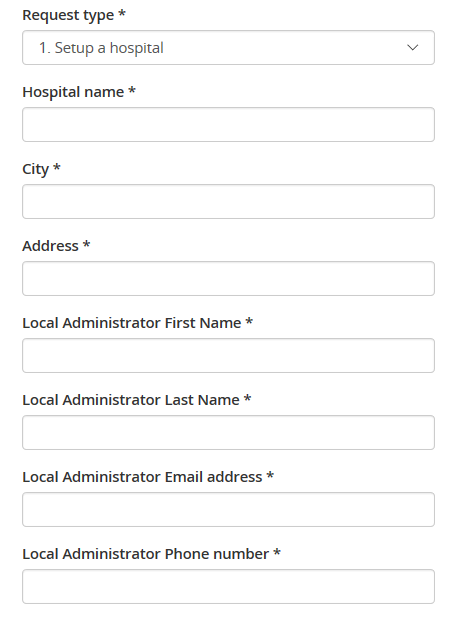 Request type *
1. Setup a hospital
Hospital name *
City *
Address *
Local Administrator First Name *
Local Administrator Last Name *
Local Administrator Email address *
Local Administrator Phone number *